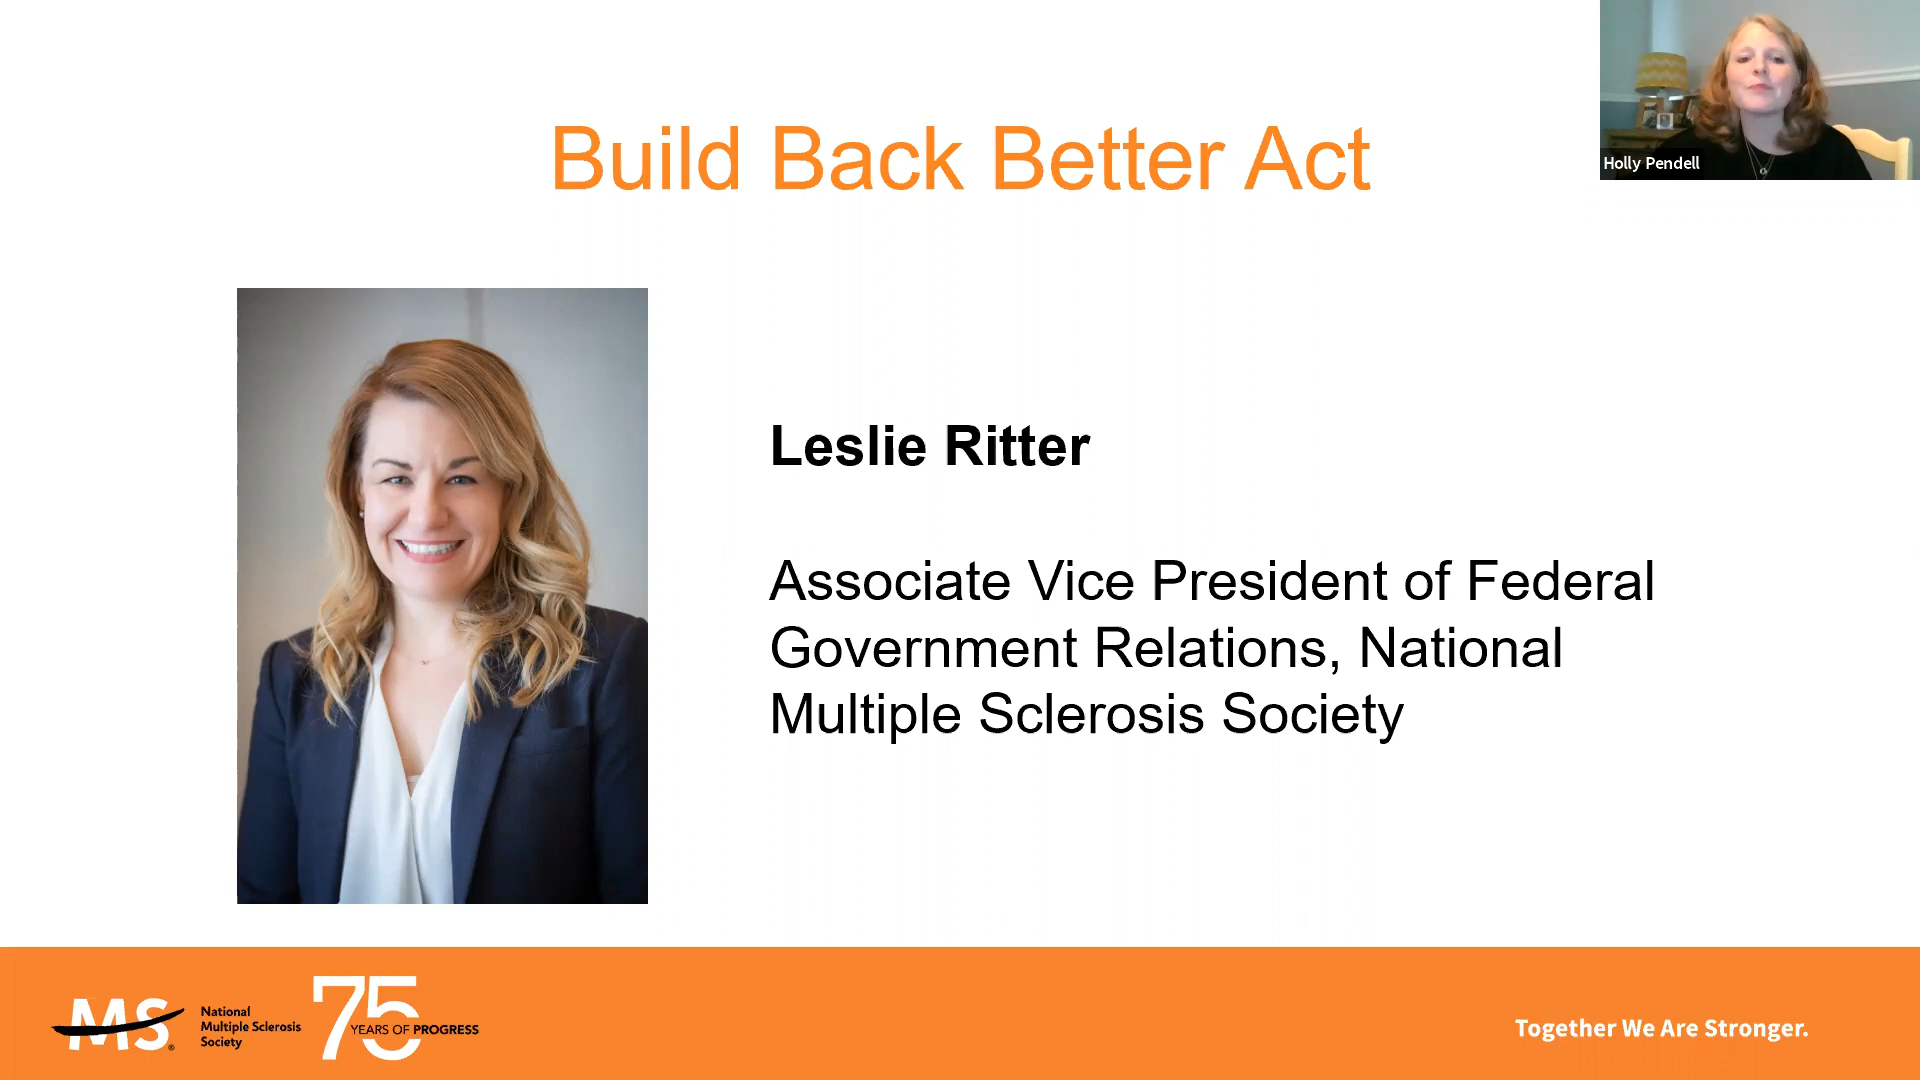 Build Back Better Act
Holly Pendell
Leslie Ritter
Associate Vice President of Federal
Government Relations, National
Multiple Sclerosis Society
MS®
National
Multiple Sclerosis
Society
75
YEARS OF PROGRESS
Together We Are Stronger.